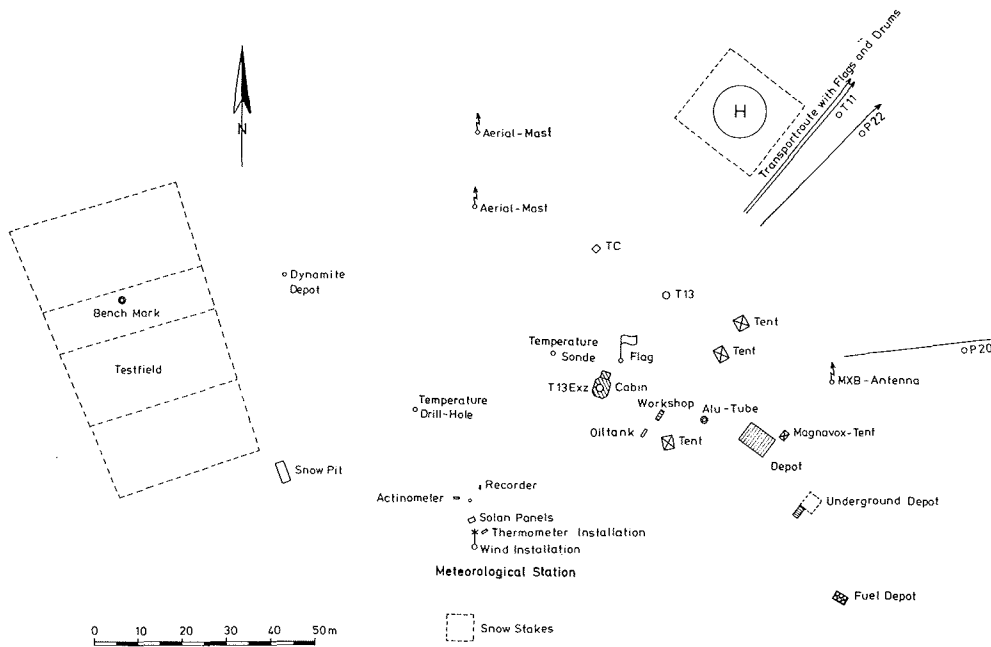 Transportroute with Flags and Drums
H
T11
P22
N
Aerial-Mast
Aerial-Mast
TC
Dynamite
Depot
T13
Bench Mark
Tent
Temperature
Sonde
Flag
Tent
P20
Testfield
T13Exz
Cabin
MXB-Antenna
Temperature
Drill-Hole
Workshop
Alu-Tube
Oiltank
Tent
Magnavox-Tent
Depot
Snow Pit
Recorder
Actinometer
Underground Depot
Solan Panels
Thermometer Installation
Wind Installation
Meteorological Station
Fuel Depot
Snow Stakes
0 10 20 30 40 50 m